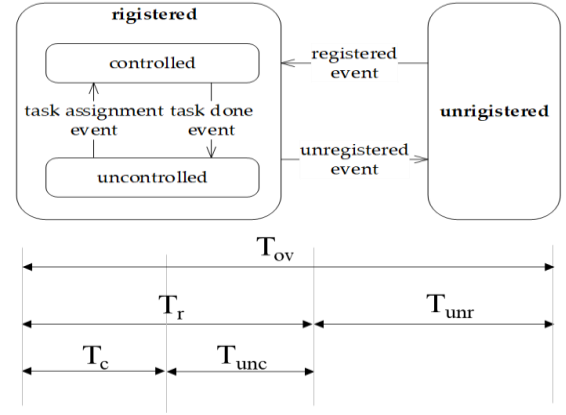 rigistered
controlled
registered
event
task assignment task done
event event
unrigistered
unregistered
event
uncontrolled
Tov
Tr
Tunr
Tc
Tunc